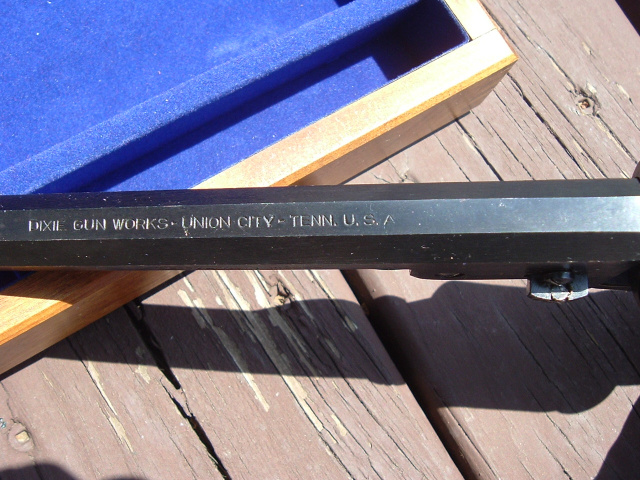 DIXIE GUN WORKS · UNION CITY · TENN. U. S. A